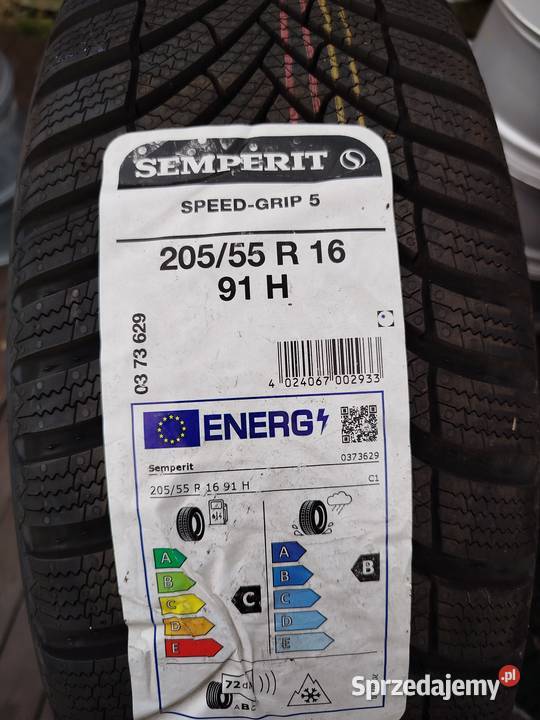 SEMPERIT S
SPEED-GRIP 5
205/55 R 16
91 H
03 73 629
4 024067 002933
ENERG
Semperit
0373629
205/55 R 16 91 H
C1
A
B
C
D
E
C
A
B
C
D
E
B
72 dB
A B C
Sprzedajemy.pl